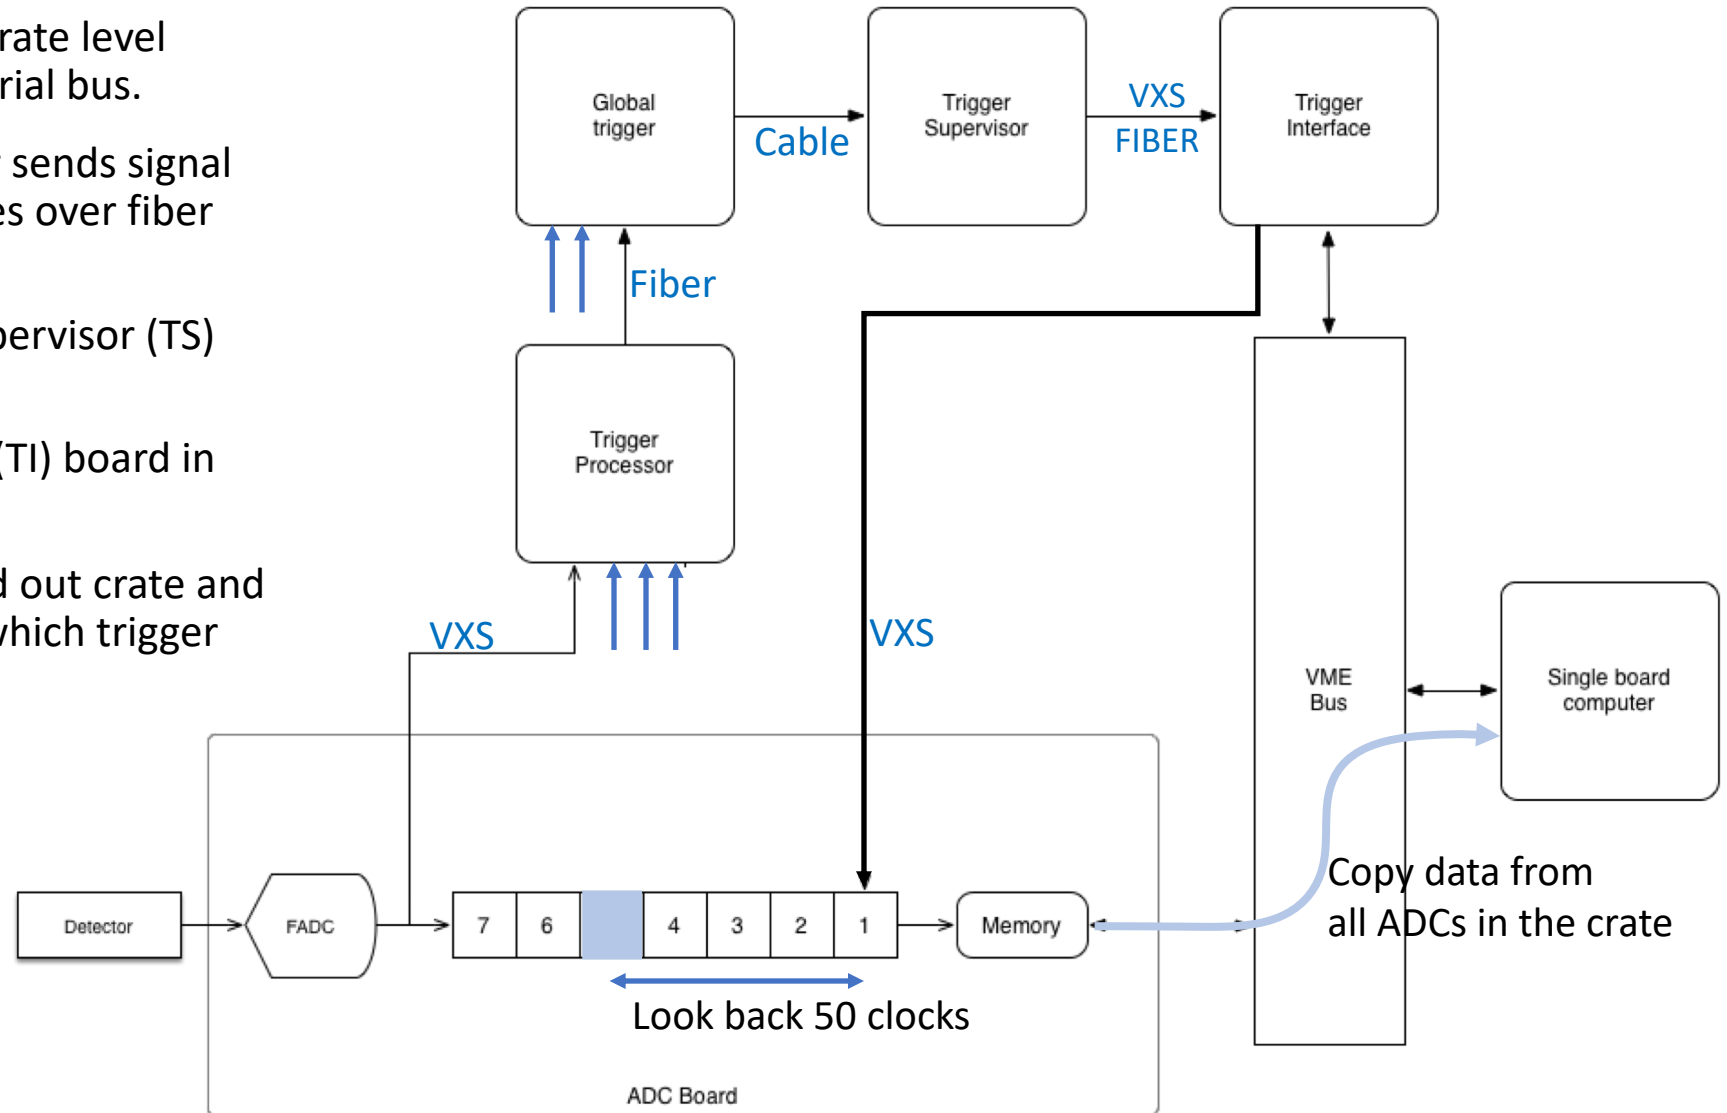 rate level
rial bus.
sends signal
es over fiber
pervisor (TS)
(TI) board in
d out crate and
which trigger
Global
trigger
Cable
Trigger
Supervisor
VXS
FIBER
Trigger
Interface
Fiber
Trigger
Processor
VXS
VXS
VME
Bus
Single board
computer
Copy data from
all ADCs in the crate
Detector
FADC
7 6 4 3 2 1
Memory
Look back 50 clocks
ADC Board